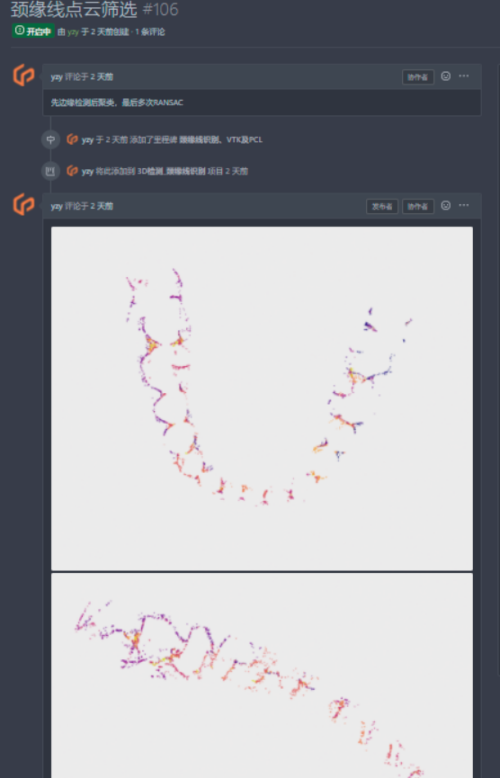 颈缘线点云筛选 #106
开启中 由 yzy 于 2 天前创建 · 1 条评论
yzy 评论于 2 天前 协作者
先边缘检测后聚类，最后多次RANSAC
yzy 于 2 天前 添加了里程碑 颈缘线识别、VTK及PCL
yzy 将此添加到 3D检测_颈缘线识别 项目 2 天前
yzy 评论于 2 天前 发布者 协作者